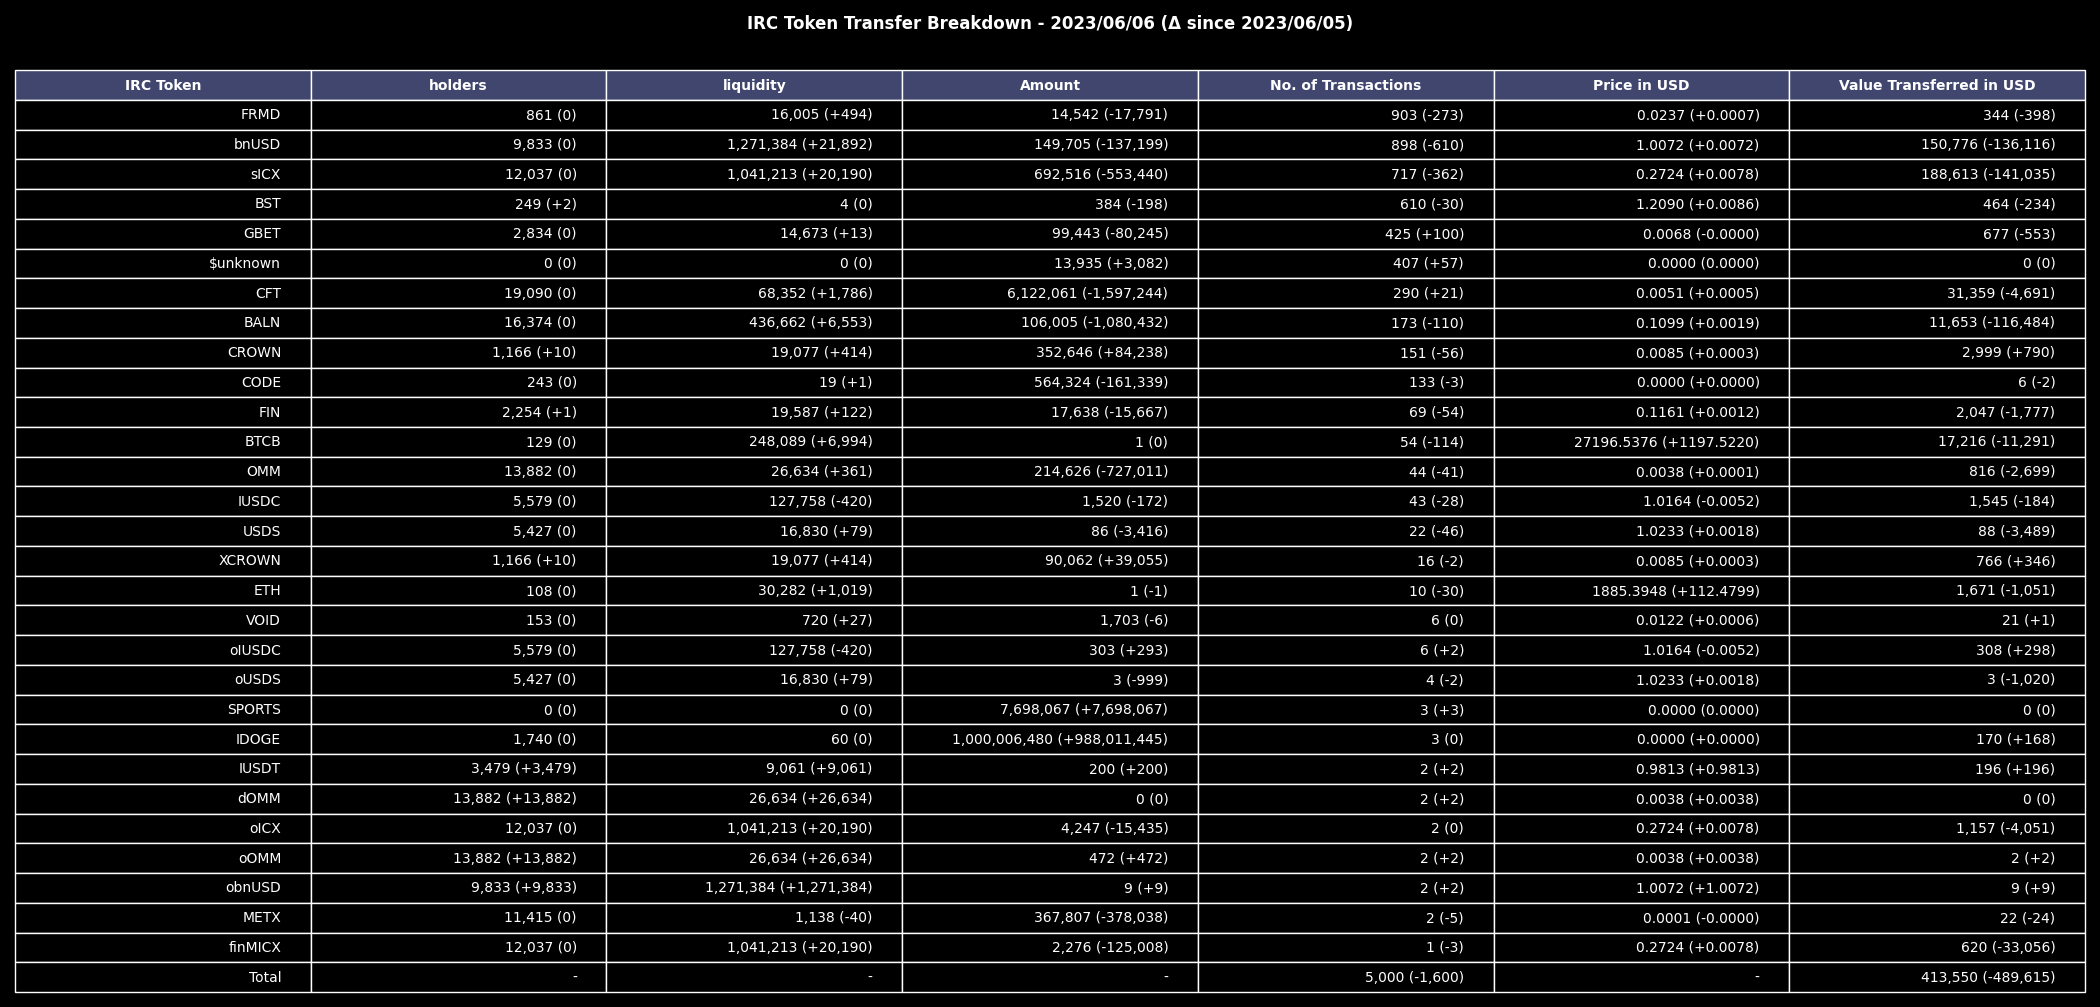 IRC Token Transfer Breakdown - 2023/06/06 (Δ since 2023/06/05)
IRC Token holders liquidity Amount No. of Transactions Price in USD Value Transferred in USD
FRMD 861 (0) 16,005 (+494) 14,542 (-17,791) 903 (-273) 0.0237 (+0.0007) 344 (-398)
bnUSD 9,833 (0) 1,271,384 (+21,892) 149,705 (-137,199) 898 (-610) 1.0072 (+0.0072) 150,776 (-136,116)
sICX 12,037 (0) 1,041,213 (+20,190) 692,516 (-553,440) 717 (-362) 0.2724 (+0.0078) 188,613 (-141,035)
BST 249 (+2) 4 (0) 384 (-198) 610 (-30) 1.2090 (+0.0086) 464 (-234)
GBET 2,834 (0) 14,673 (+13) 99,443 (-80,245) 425 (+100) 0.0068 (-0.0000) 677 (-553)
$unknown 0 (0) 0 (0) 13,935 (+3,082) 407 (+57) 0.0000 (0.0000) 0 (0)
CFT 19,090 (0) 68,352 (+1,786) 6,122,061 (-1,597,244) 290 (+21) 0.0051 (+0.0005) 31,359 (-4,691)
BALN 16,374 (0) 436,662 (+6,553) 106,005 (-1,080,432) 173 (-110) 0.1099 (+0.0019) 11,653 (-116,484)
CROWN 1,166 (+10) 19,077 (+414) 352,646 (+84,238) 151 (-56) 0.0085 (+0.0003) 2,999 (+790)
CODE 243 (0) 19 (+1) 564,324 (-161,339) 133 (-3) 0.0000 (+0.0000) 6 (-2)
FIN 2,254 (+1) 19,587 (+122) 17,638 (-15,667) 69 (-54) 0.1161 (+0.0012) 2,047 (-1,777)
BTCB 129 (0) 248,089 (+6,994) 1 (0) 54 (-114) 27196.5376 (+1197.5220) 17,216 (-11,291)
OMM 13,882 (0) 26,634 (+361) 214,626 (-727,011) 44 (-41) 0.0038 (+0.0001) 816 (-2,699)
IUSDC 5,579 (0) 127,758 (-420) 1,520 (-172) 43 (-28) 1.0164 (-0.0052) 1,545 (-184)
USDS 5,427 (0) 16,830 (+79) 86 (-3,416) 22 (-46) 1.0233 (+0.0018) 88 (-3,489)
XCROWN 1,166 (+10) 19,077 (+414) 90,062 (+39,055) 16 (-2) 0.0085 (+0.0003) 766 (+346)
ETH 108 (0) 30,282 (+1,019) 1 (-1) 10 (-30) 1885.3948 (+112.4799) 1,671 (-1,051)
VOID 153 (0) 720 (+27) 1,703 (-6) 6 (0) 0.0122 (+0.0006) 21 (+1)
oIUSDC 5,579 (0) 127,758 (-420) 303 (+293) 6 (+2) 1.0164 (-0.0052) 308 (+298)
oUSDS 5,427 (0) 16,830 (+79) 3 (-999) 4 (-2) 1.0233 (+0.0018) 3 (-1,020)
SPORTS 0 (0) 0 (0) 7,698,067 (+7,698,067) 3 (+3) 0.0000 (0.0000) 0 (0)
IDOGE 1,740 (0) 60 (0) 1,000,006,480 (+988,011,445) 3 (0) 0.0000 (+0.0000) 170 (+168)
IUSDT 3,479 (+3,479) 9,061 (+9,061) 200 (+200) 2 (+2) 0.9813 (+0.9813) 196 (+196)
dOMM 13,882 (+13,882) 26,634 (+26,634) 0 (0) 2 (+2) 0.0038 (+0.0038) 0 (0)
oICX 12,037 (0) 1,041,213 (+20,190) 4,247 (-15,435) 2 (0) 0.2724 (+0.0078) 1,157 (-4,051)
oOMM 13,882 (+13,882) 26,634 (+26,634) 472 (+472) 2 (+2) 0.0038 (+0.0038) 2 (+2)
obnUSD 9,833 (+9,833) 1,271,384 (+1,271,384) 9 (+9) 2 (+2) 1.0072 (+1.0072) 9 (+9)
METX 11,415 (0) 1,138 (-40) 367,807 (-378,038) 2 (-5) 0.0001 (-0.0000) 22 (-24)
finMICX 12,037 (0) 1,041,213 (+20,190) 2,276 (-125,008) 1 (-3) 0.2724 (+0.0078) 620 (-33,056)
Total - - - 5,000 (-1,600) - 413,550 (-489,615)